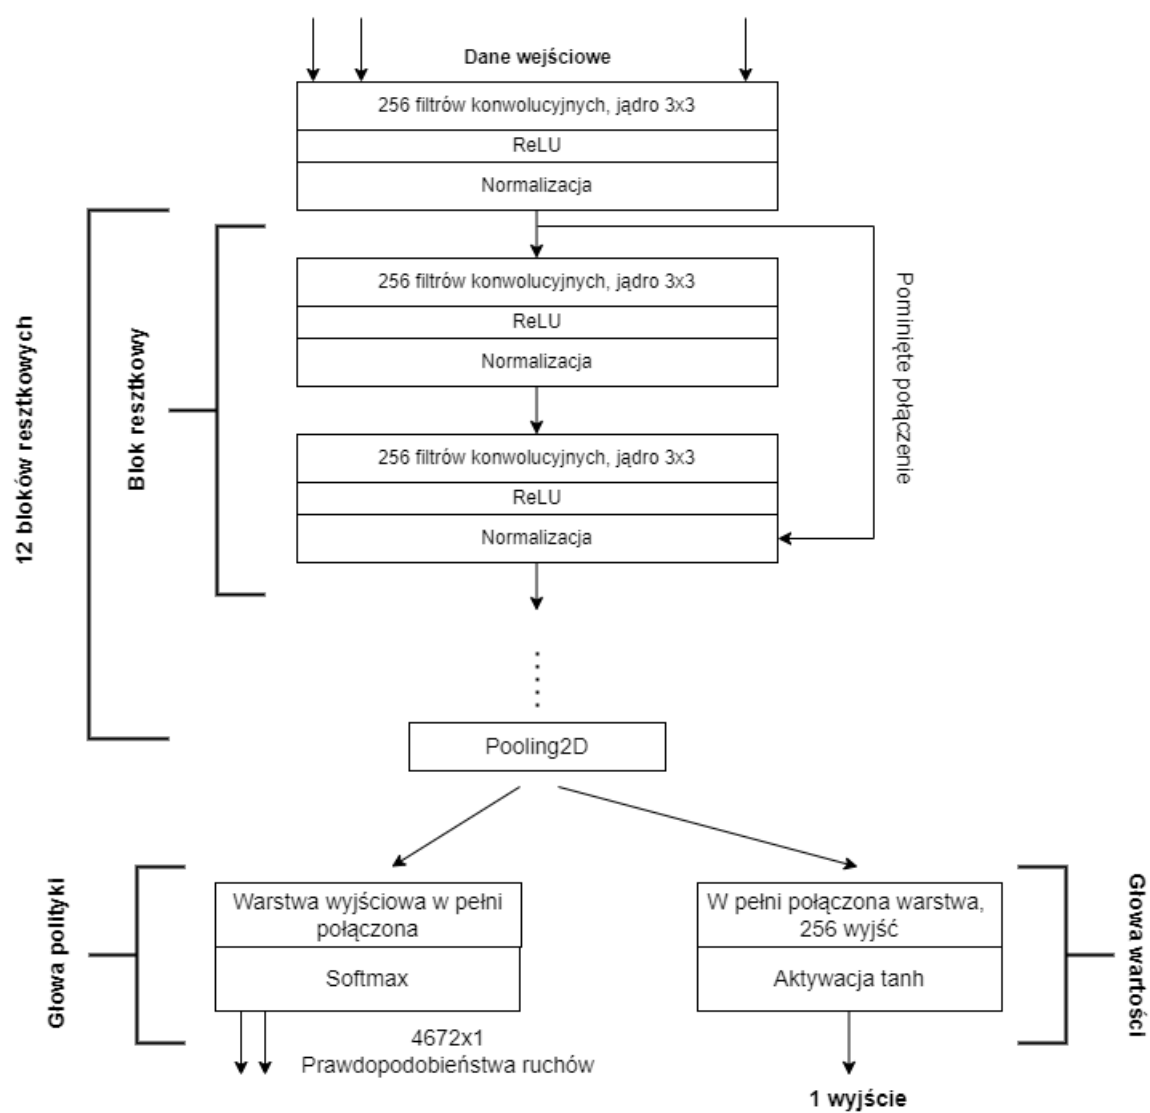 Dane wejściowe
256 filtrów konwolucyjnych, jądro 3x3
ReLU
Normalizacja
256 filtrów konwolucyjnych, jądro 3x3
ReLU
Normalizacja
256 filtrów konwolucyjnych, jądro 3x3
ReLU
Normalizacja
Pominięte połączenie
Blok resztkowy
12 bloków resztkowych
Pooling2D
Głowa polityki
Warstwa wyjściowa w pełni
połączona
Softmax
4672x1
Prawdopodobieństwa ruchów
W pełni połączona warstwa,
256 wyjść
Aktywacja tanh
1 wyjście
Głowa wartości